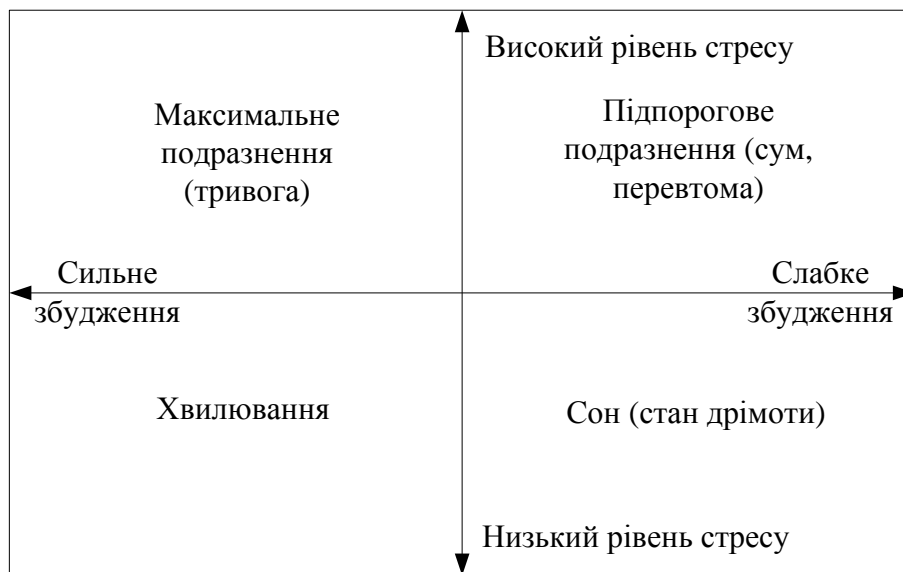 Високий рівень стресу
Максимальне
подразнення
(тривога)
Підпорогове
подразнення (сум,
перевтома)
Сильне
збудження
Слабке
збудження
Хвилювання
Сон (стан дрімоти)
Низький рівень стресу